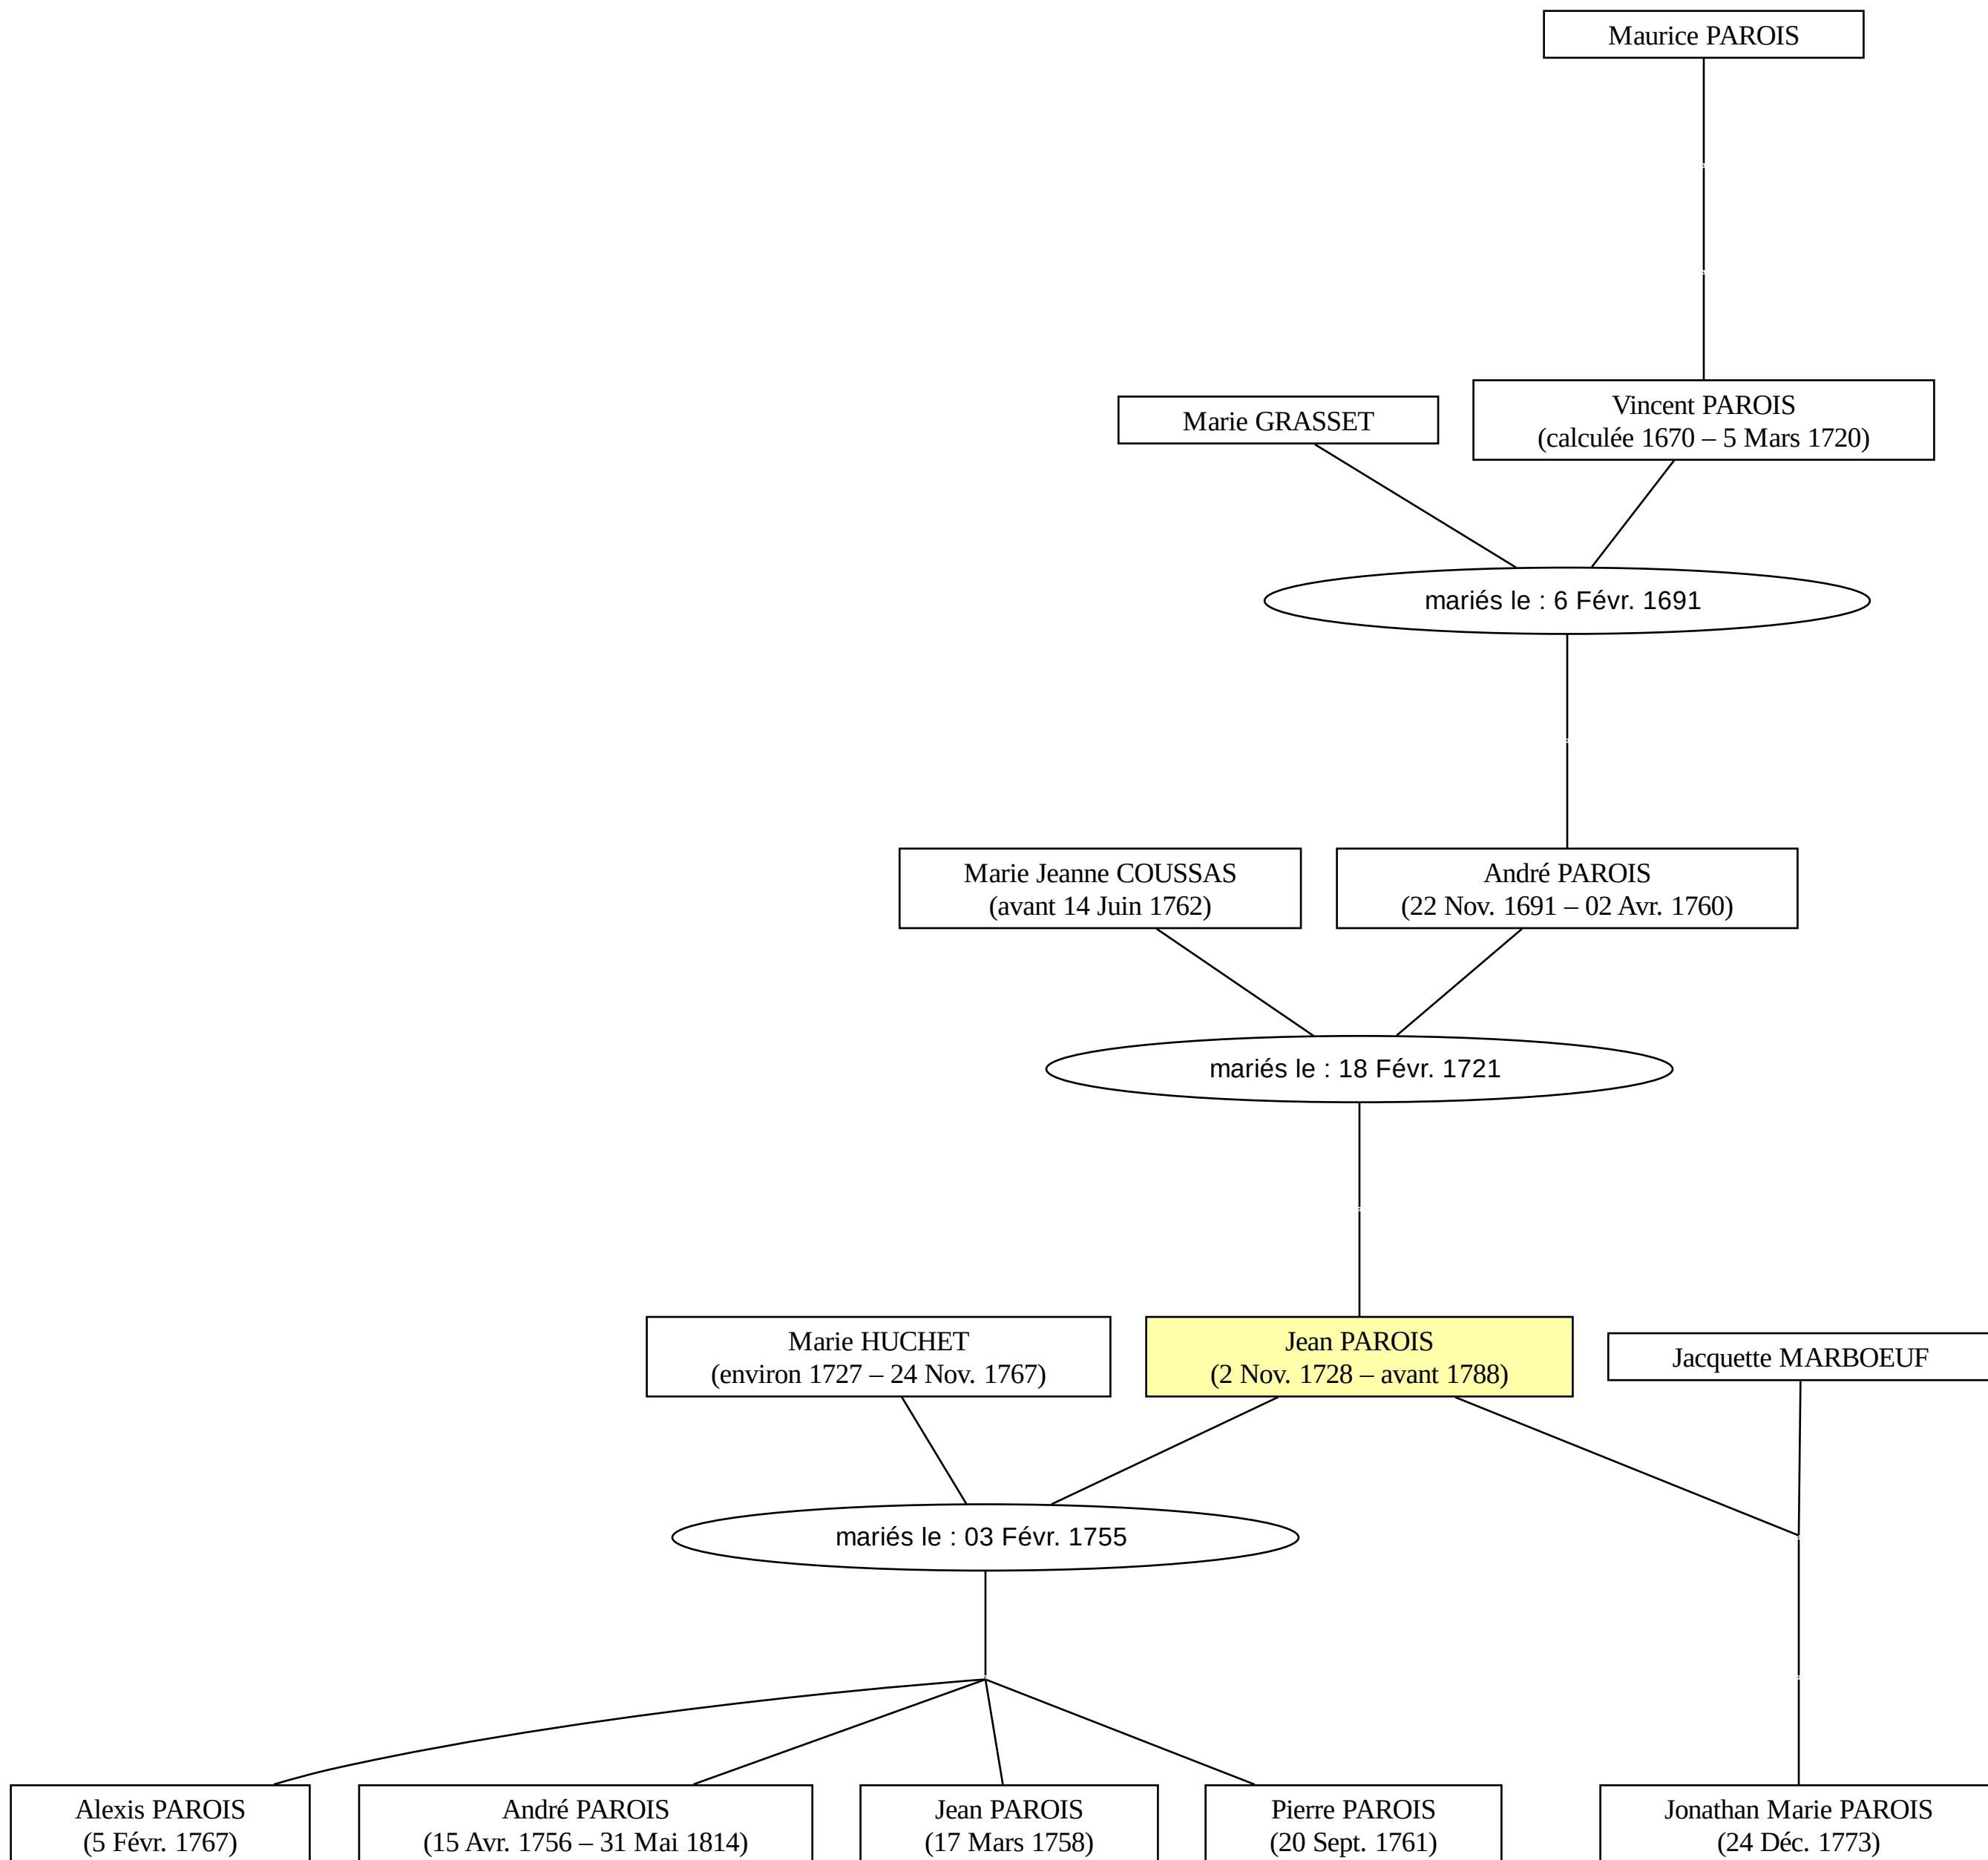 Maurice PAROIS
Marie GRASSET
Vincent PAROIS
(calculée 1670 – 5 Mars 1720)
mariés le : 6 Févr. 1691
Marie Jeanne COUSSAS
(avant 14 Juin 1762)
André PAROIS
(22 Nov. 1691 – 02 Avr. 1760)
mariés le : 18 Févr. 1721
Marie HUCHET
(environ 1727 – 24 Nov. 1767)
Jean PAROIS
(2 Nov. 1728 – avant 1788)
Jacquette MARBOEUF
mariés le : 03 Févr. 1755
Alexis PAROIS
(5 Févr. 1767)
André PAROIS
(15 Avr. 1756 – 31 Mai 1814)
Jean PAROIS
(17 Mars 1758)
Pierre PAROIS
(20 Sept. 1761)
Jonathan Marie PAROIS
(24 Déc. 1773)